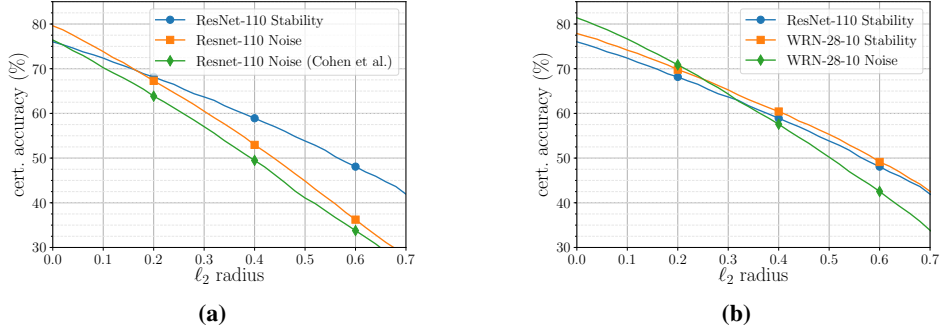 cert. accuracy (%)
80
70
60
50
40
30
ResNet-110 Stability
Resnet-110 Noise
Resnet-110 Noise (Cohen et al.)
0.0 0.1 0.2 0.3 0.4 0.5 0.6 0.7
ℓ2 radius
(a)
cert. accuracy (%)
80
70
60
50
40
30
ResNet-110 Stability
WRN-28-10 Stability
WRN-28-10 Noise
0.0 0.1 0.2 0.3 0.4 0.5 0.6 0.7
ℓ2 radius
(b)